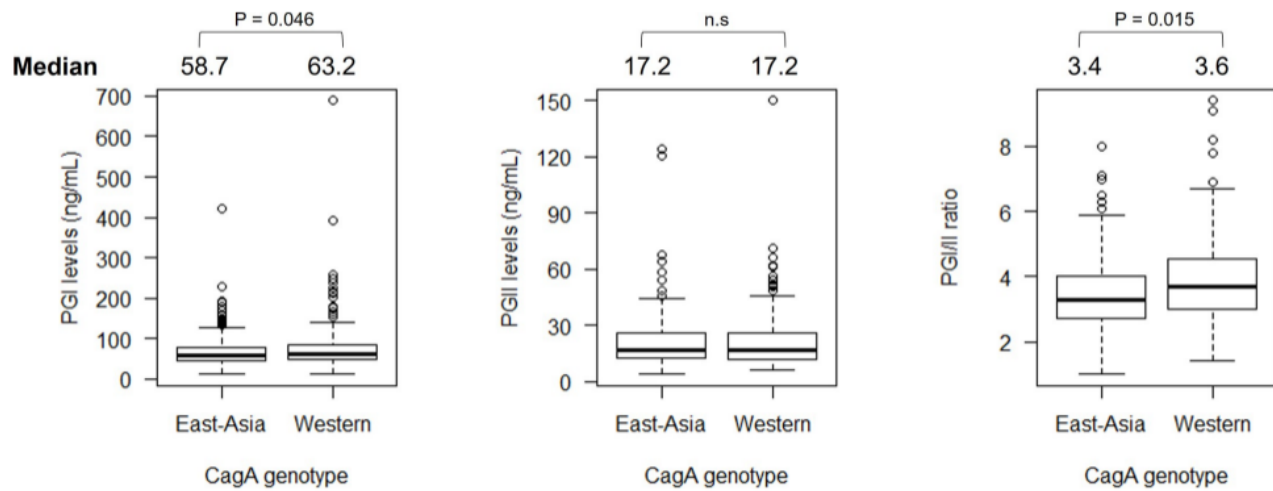 P = 0.046
n.s
P = 0.015
Median
58.7
63.2
17.2
17.2
3.4
3.6
PGI levels (ng/mL)
700
600
500
400
300
200
100
0
East-Asia
Western
CagA genotype
PGII levels (ng/mL)
150
120
90
60
30
0
East-Asia
Western
CagA genotype
PGI/II ratio
8
6
4
2
East-Asia
Western
CagA genotype